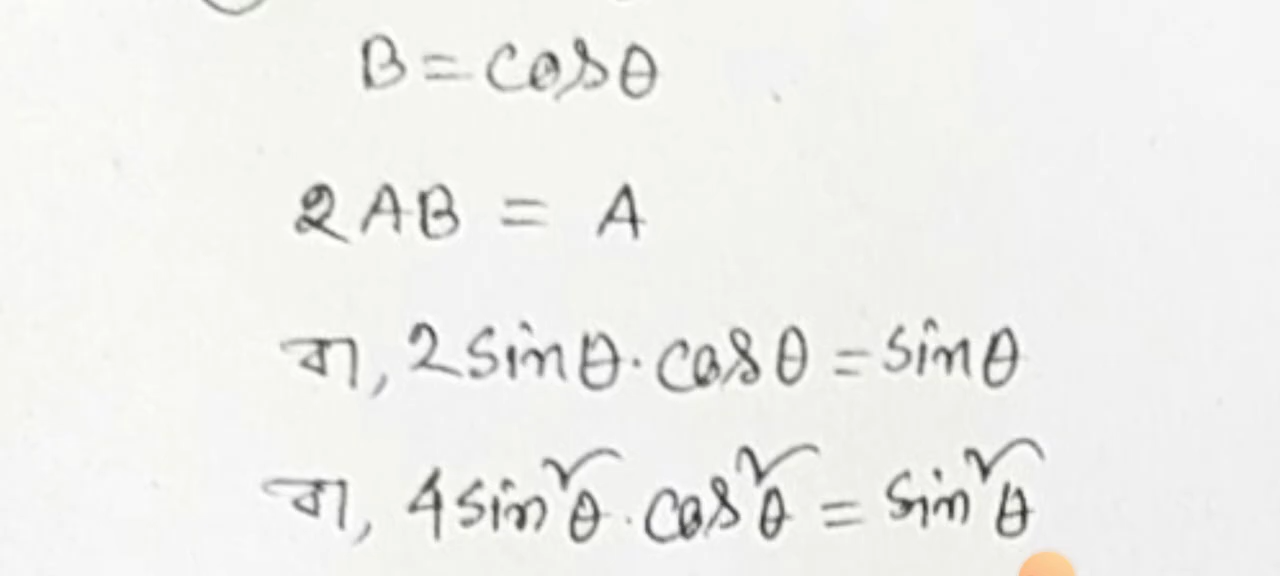 B = cosθ
2AB = A
বা, 2sinθ·cosθ = sinθ
বা, 4sin²θ·cos²θ = sin²θ